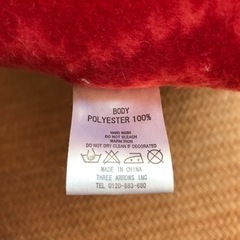 BODY
POLYESTER 100%
HAND WASH
DO NOT BLEACH
WARM IRON
DO NOT DRY CLEAN IF DECORATED
MADE IN
CHINA
THREE ARROWS INC
TEL 0120-883-680